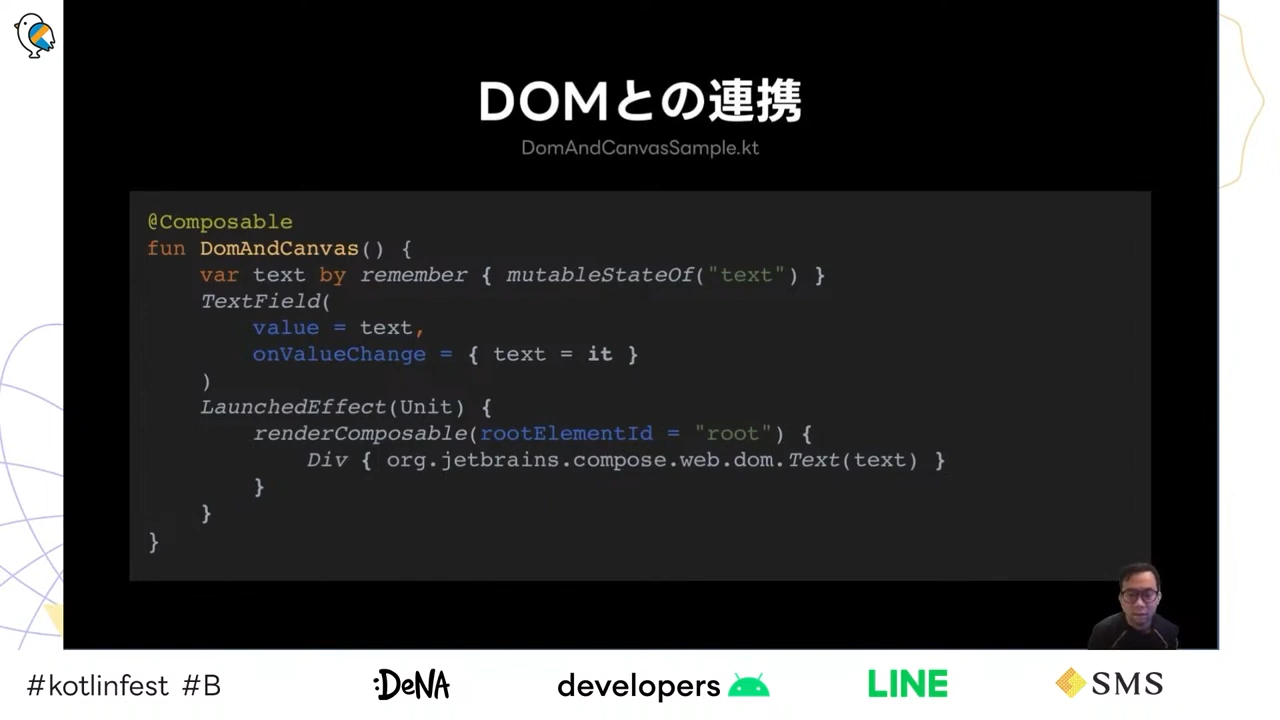 DOMとの連携
DomAndCanvasSample.kt
@Composable
fun DomAndCanvas() {
    var text by remember { mutableStateOf("text") }
    TextField(
        value = text,
        onValueChange = { text = it }
    )
    LaunchedEffect(Unit) {
        renderComposable(rootElementId = "root") {
            Div { org.jetbrains.compose.web.dom.Text(text) }
        }
    }
}
#kotlinfest #B
:DeNA
developers
LINE
SMS